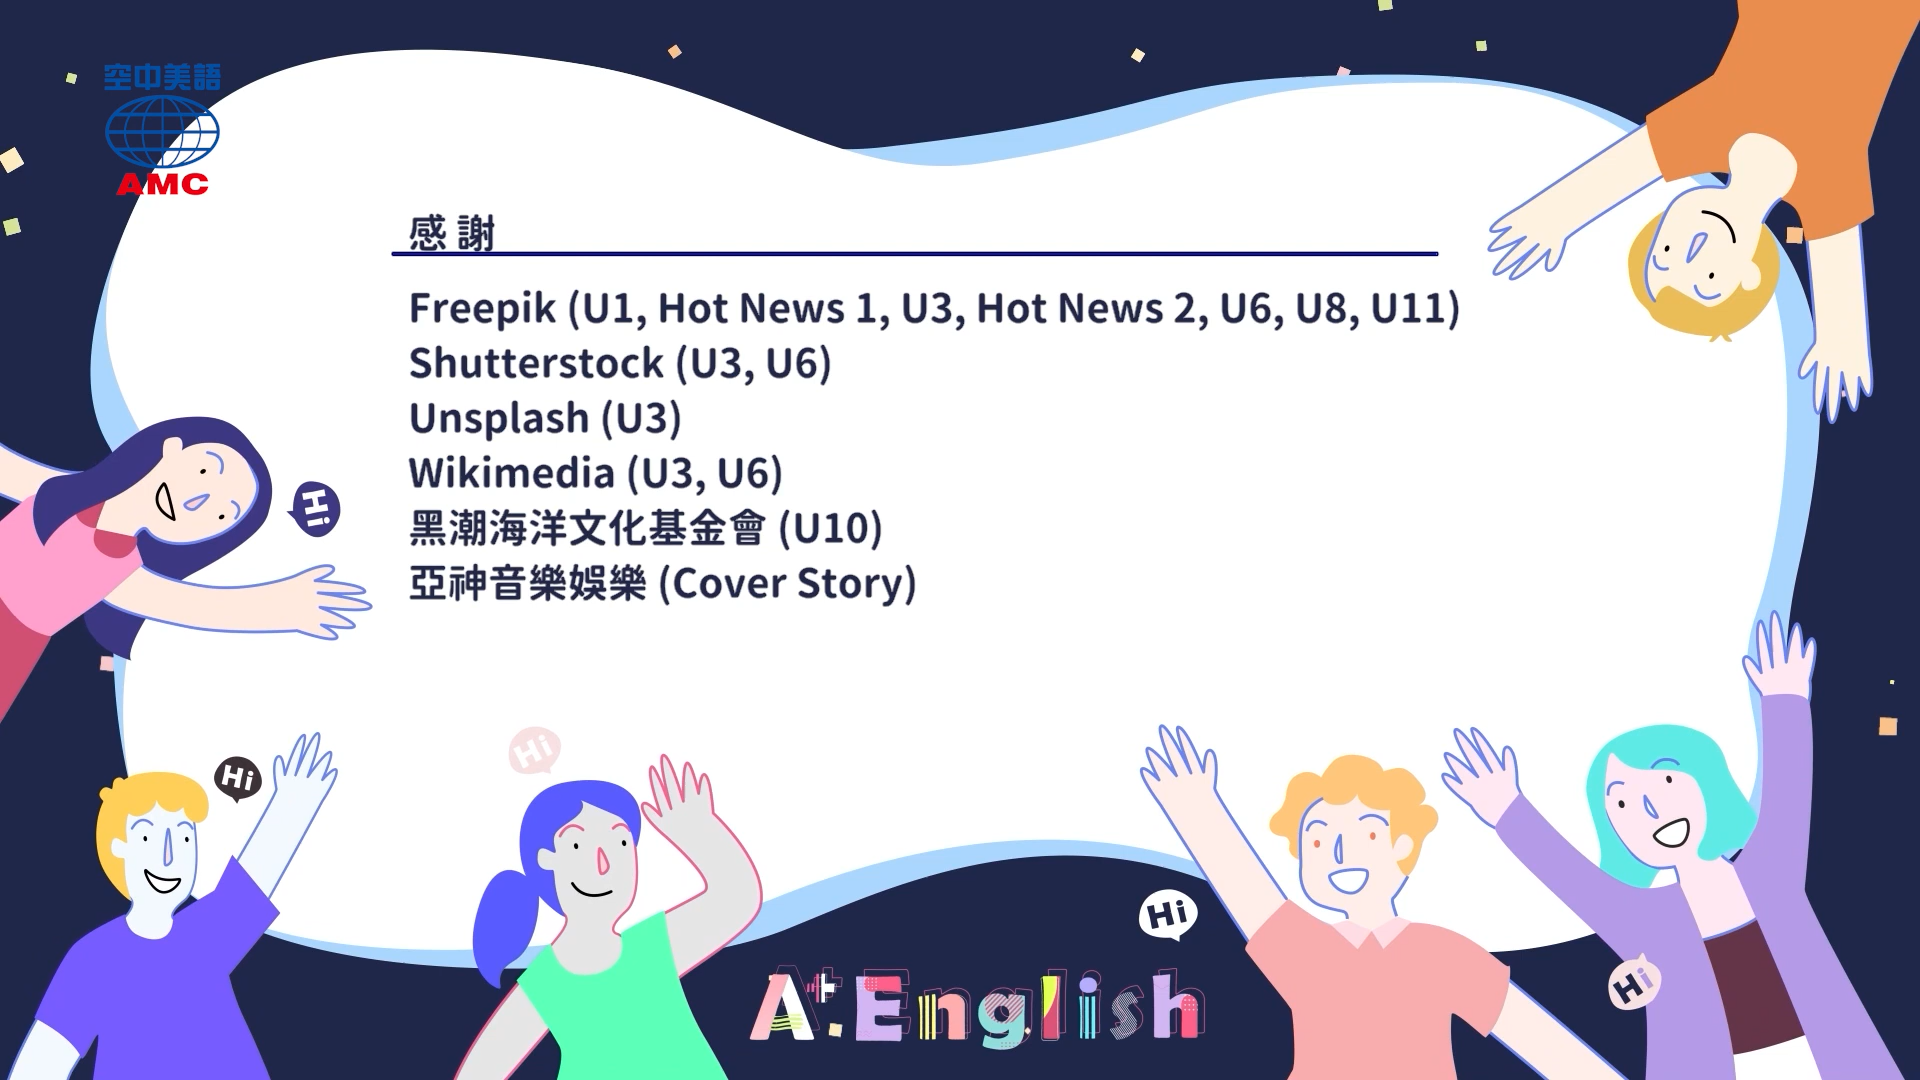 空中美語
AMC
感謝
Freepik (U1, Hot News 1, U3, Hot News 2, U6, U8, U11)
Shutterstock (U3, U6)
Unsplash (U3)
Wikimedia (U3, U6)
黑潮海洋文化基金會 (U10)
亞神音樂娛樂 (Cover Story)
Hi
Hi
Hi
Hi
Hi
A+ English